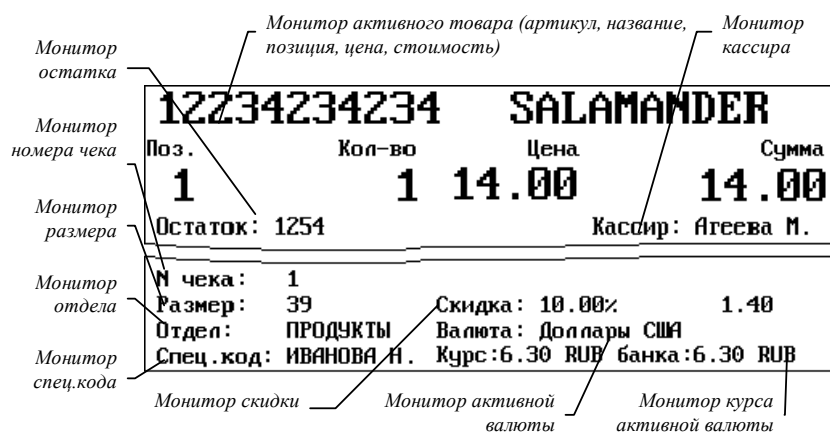 Монитор активного товара (артикул, название,
позиция, цена, стоимость)
Монитор
кассира
Монитор
остатка
12234234234 SALAMANDER
Монитор
номера чека
Поз. Кол-во Цена Сумма
1 1 14.00 14.00
Монитор
размера
Остаток: 1254 Кассир: Агеева М.
N чека: 1
Монитор
отдела
Размер: 39 Скидка: 10.00% 1.40
Отдел: ПРОДУКТЫ Валюта: Доллары США
Монитор
спец.кода
Спец.код: ИВАНОВА Н. Курс:6.30 RUB банка:6.30 RUB
Монитор скидки
Монитор активной
валюты
Монитор курса
активной валюты